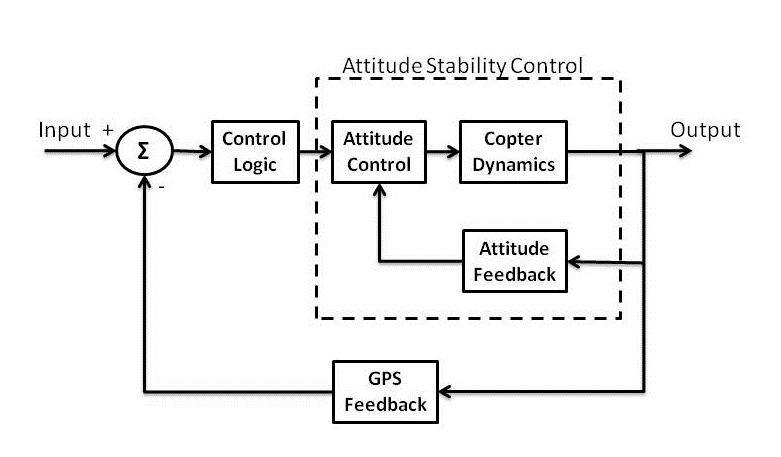 Attitude Stability Control
Input +
Σ
-
Control
Logic
Attitude
Control
Copter
Dynamics
Output
Attitude
Feedback
GPS
Feedback